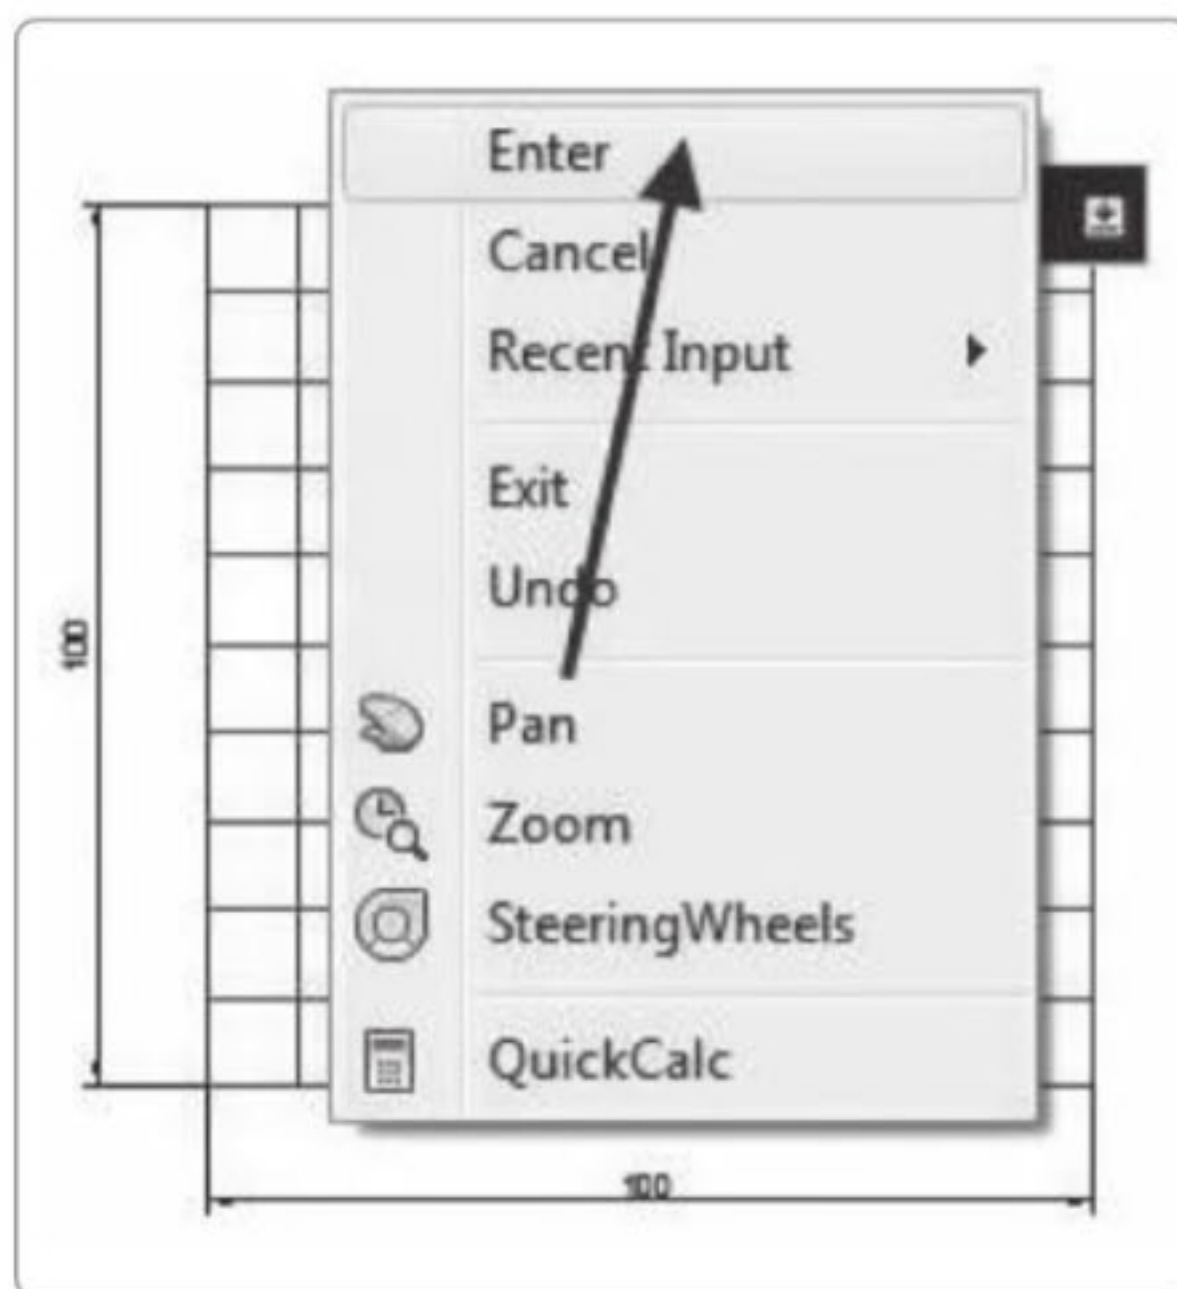 Enter
Cancel
Recent Input
Exit
Undo
100
Pan
Zoom
SteeringWheels
QuickCalc
100